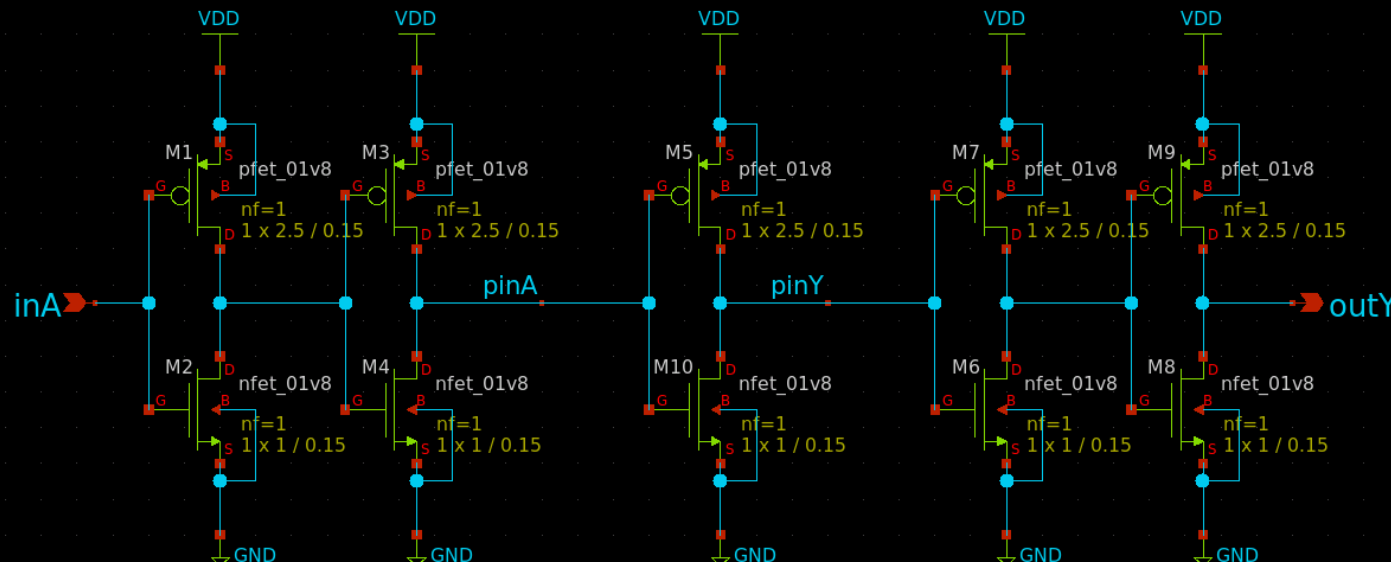 VDD VDD VDD VDD VDD
M1 S M3 S M5 S M7 S M9 S
pfet_01v8 pfet_01v8 pfet_01v8 pfet_01v8 pfet_01v8
G B G B G B G B G B
nf=1 nf=1 nf=1 nf=1 nf=1
D 1 x 2.5 / 0.15 D 1 x 2.5 / 0.15 D 1 x 2.5 / 0.15 D 1 x 2.5 / 0.15 D 1 x 2.5 / 0.15
inA pinA pinY outY
M2 D M4 D M10 D M6 D M8 D
nfet_01v8 nfet_01v8 nfet_01v8 nfet_01v8 nfet_01v8
G B G B G B G B G B
nf=1 nf=1 nf=1 nf=1 nf=1
S 1 x 1 / 0.15 S 1 x 1 / 0.15 S 1 x 1 / 0.15 S 1 x 1 / 0.15 S 1 x 1 / 0.15
GND GND GND GND GND